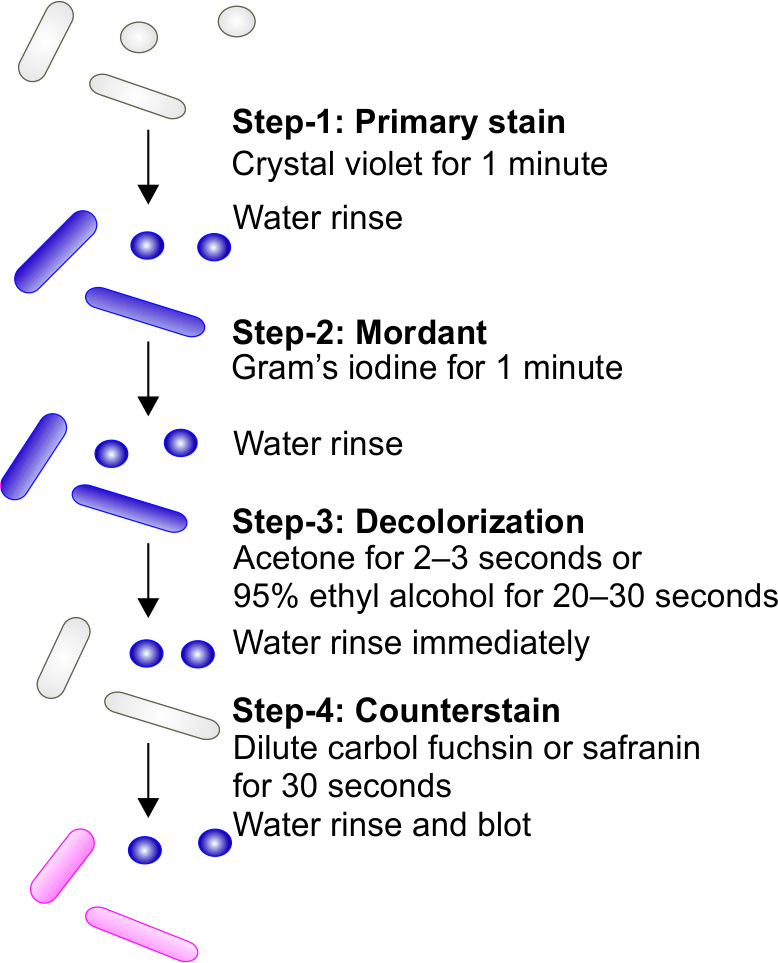 Step-1: Primary stain
Crystal violet for 1 minute
Water rinse
Step-2: Mordant
Gram’s iodine for 1 minute
Water rinse
Step-3: Decolorization
Acetone for 2–3 seconds or
95% ethyl alcohol for 20–30 seconds
Water rinse immediately
Step-4: Counterstain
Dilute carbol fuchsin or safranin
for 30 seconds
Water rinse and blot